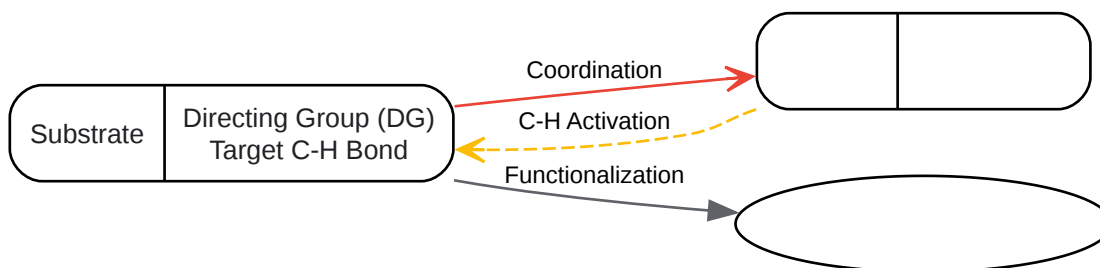 Coordination
Substrate
Directing Group (DG)
Target C-H Bond
C-H Activation
Functionalization